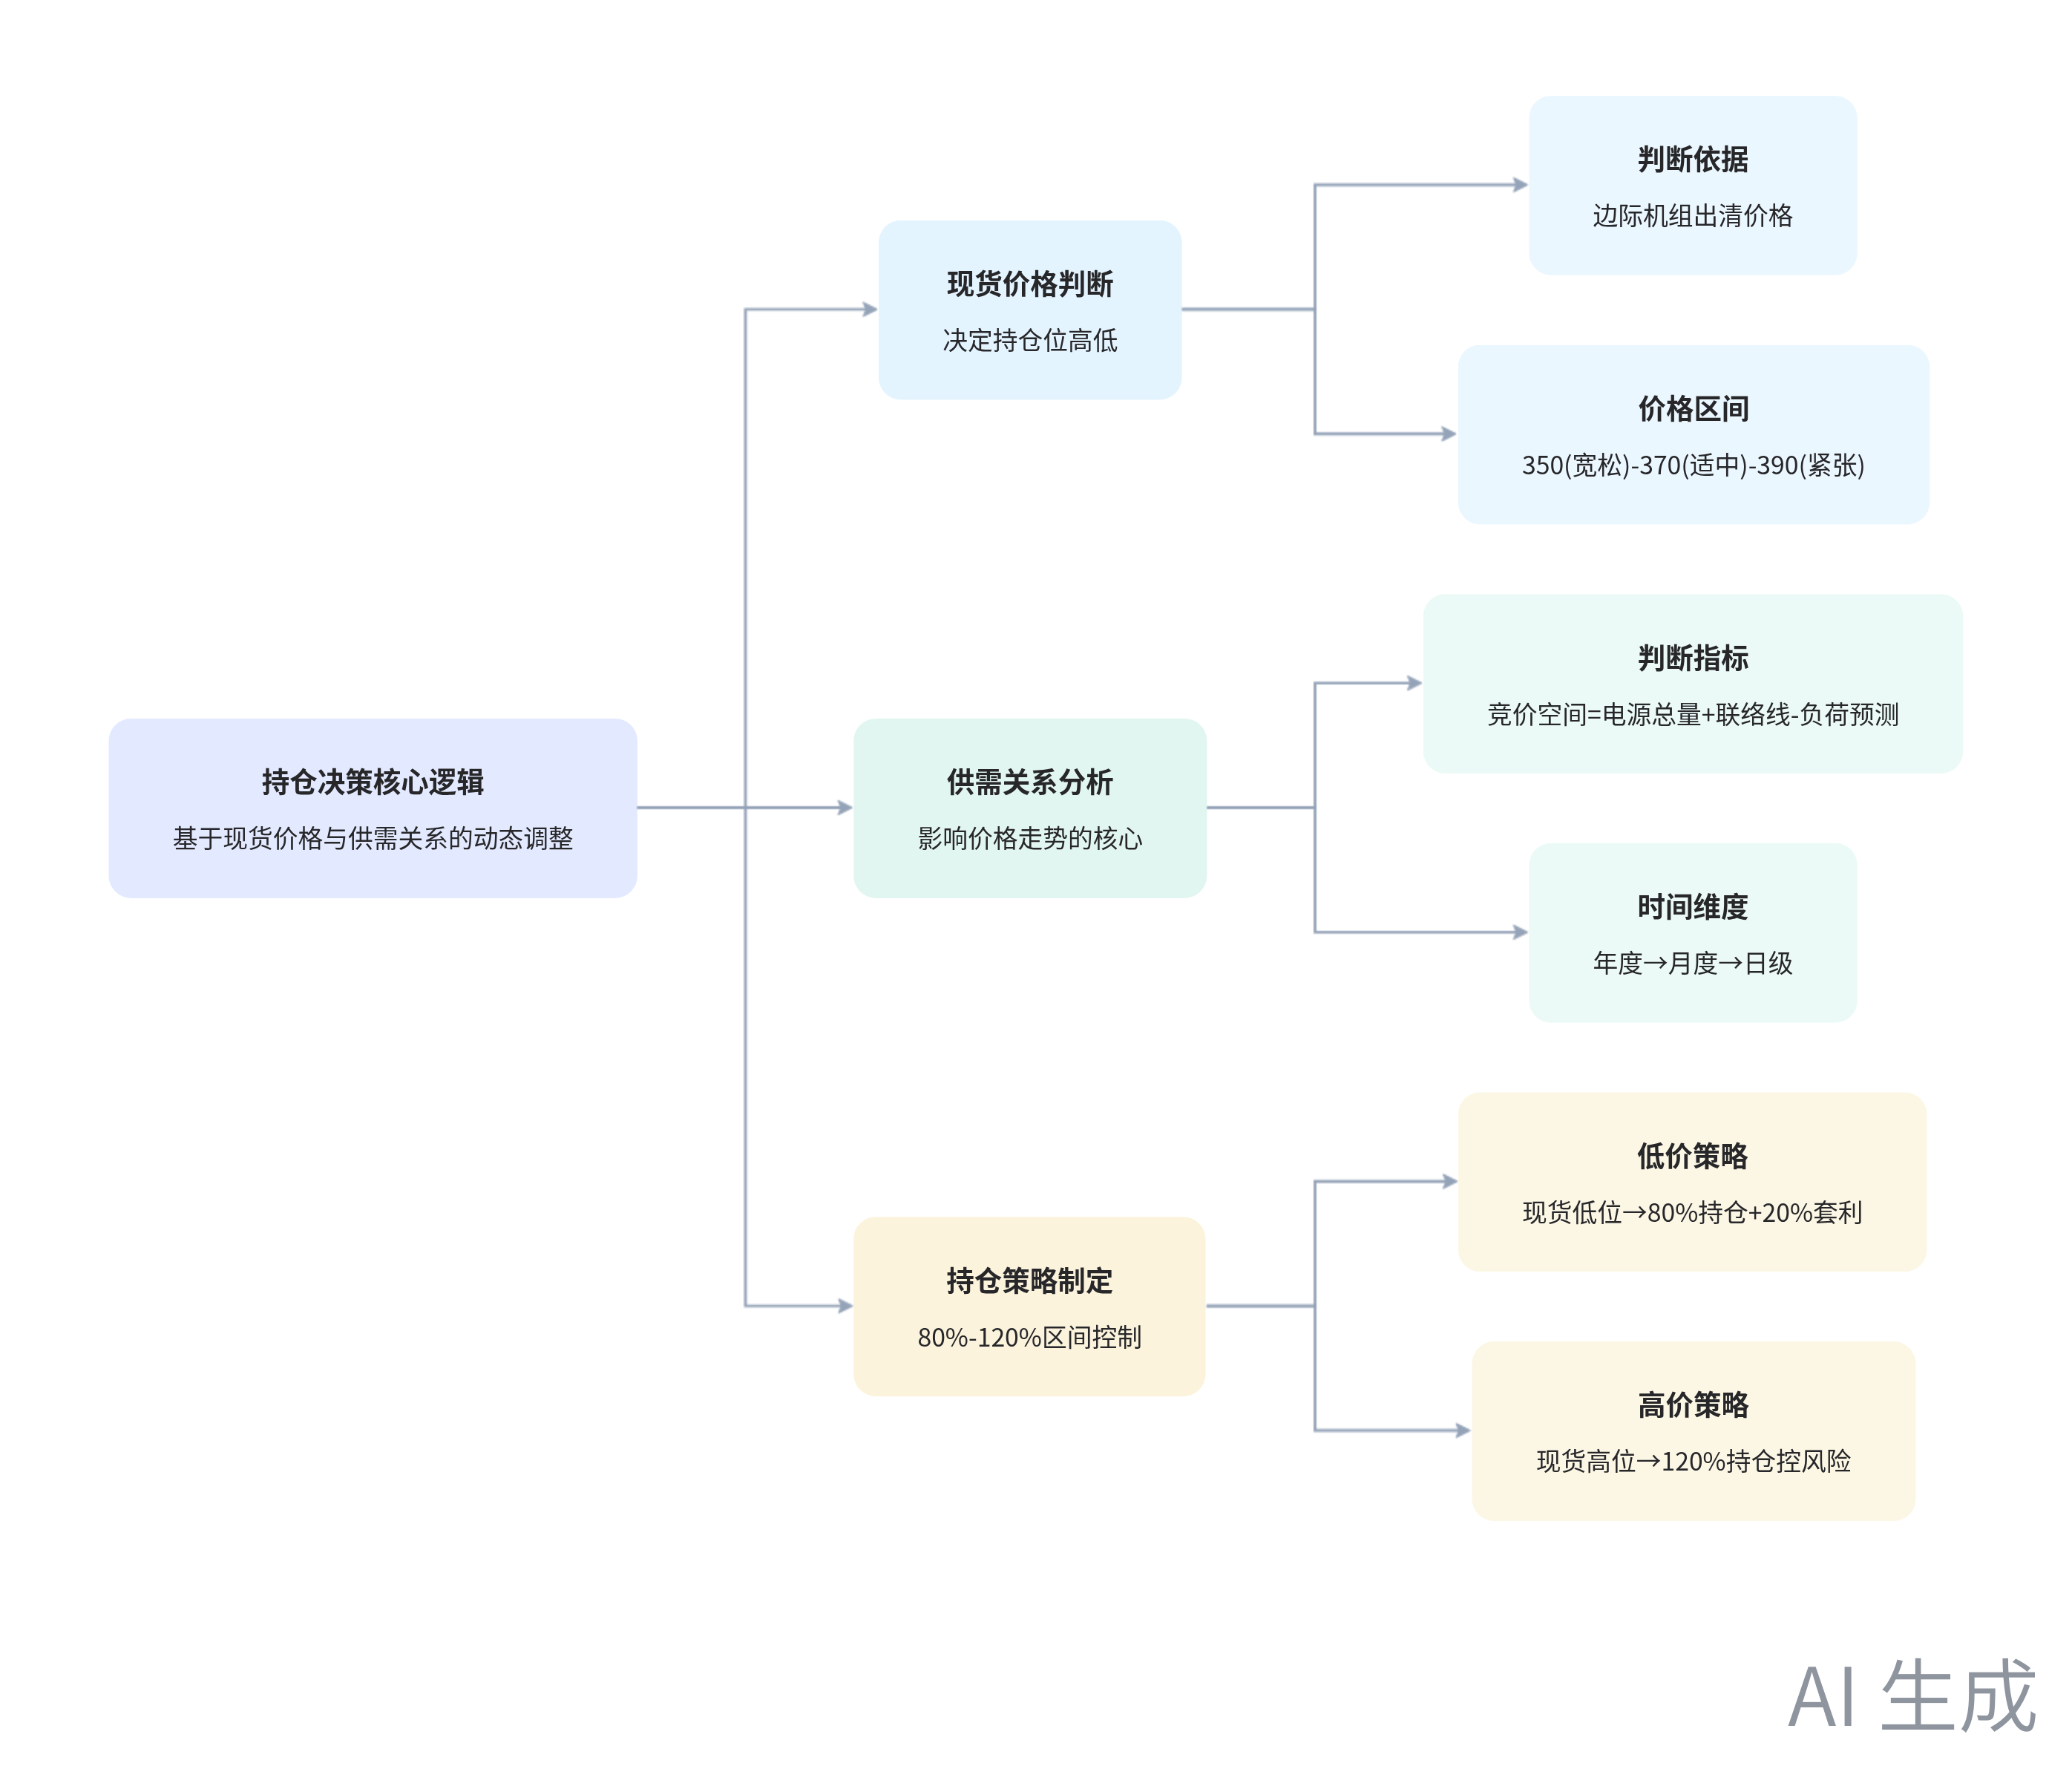 持仓决策核心逻辑
基于现货价格与供需关系的动态调整
现货价格判断
决定持仓位高低
判断依据
边际机组出清价格
价格区间
350(宽松)-370(适中)-390(紧张)
供需关系分析
影响价格走势的核心
判断指标
竞价空间=电源总量+联络线-负荷预测
时间维度
年度→月度→日级
持仓策略制定
80%-120%区间控制
低价策略
现货低位→80%持仓+20%套利
高价策略
现货高位→120%持仓控风险
AI 生成